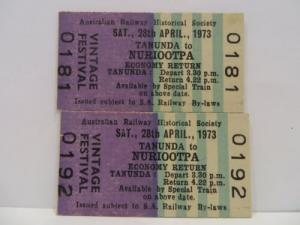 Australian Railway Historical Society
SAT., 28th APRIL., 1973
TANUNDA to
NURIOOTPA
ECONOMY RETURN
TANUNDA : Depart 3.30 p.m.
Return 4.22 p.m.
Available by Special Train
on above date.
Issued subject to S.A. Railway By-laws
VINTAGE
FESTIVAL
0181
0181
Australian Railway Historical Society
SAT., 28th APRIL., 1973
TANUNDA to
NURIOOTPA
ECONOMY RETURN
TANUNDA : Depart 3.30 p.m.
Return 4.22 p.m.
Available by Special Train
on above date.
Issued subject to S.A. Railway By-laws
VINTAGE
FESTIVAL
0192
0192